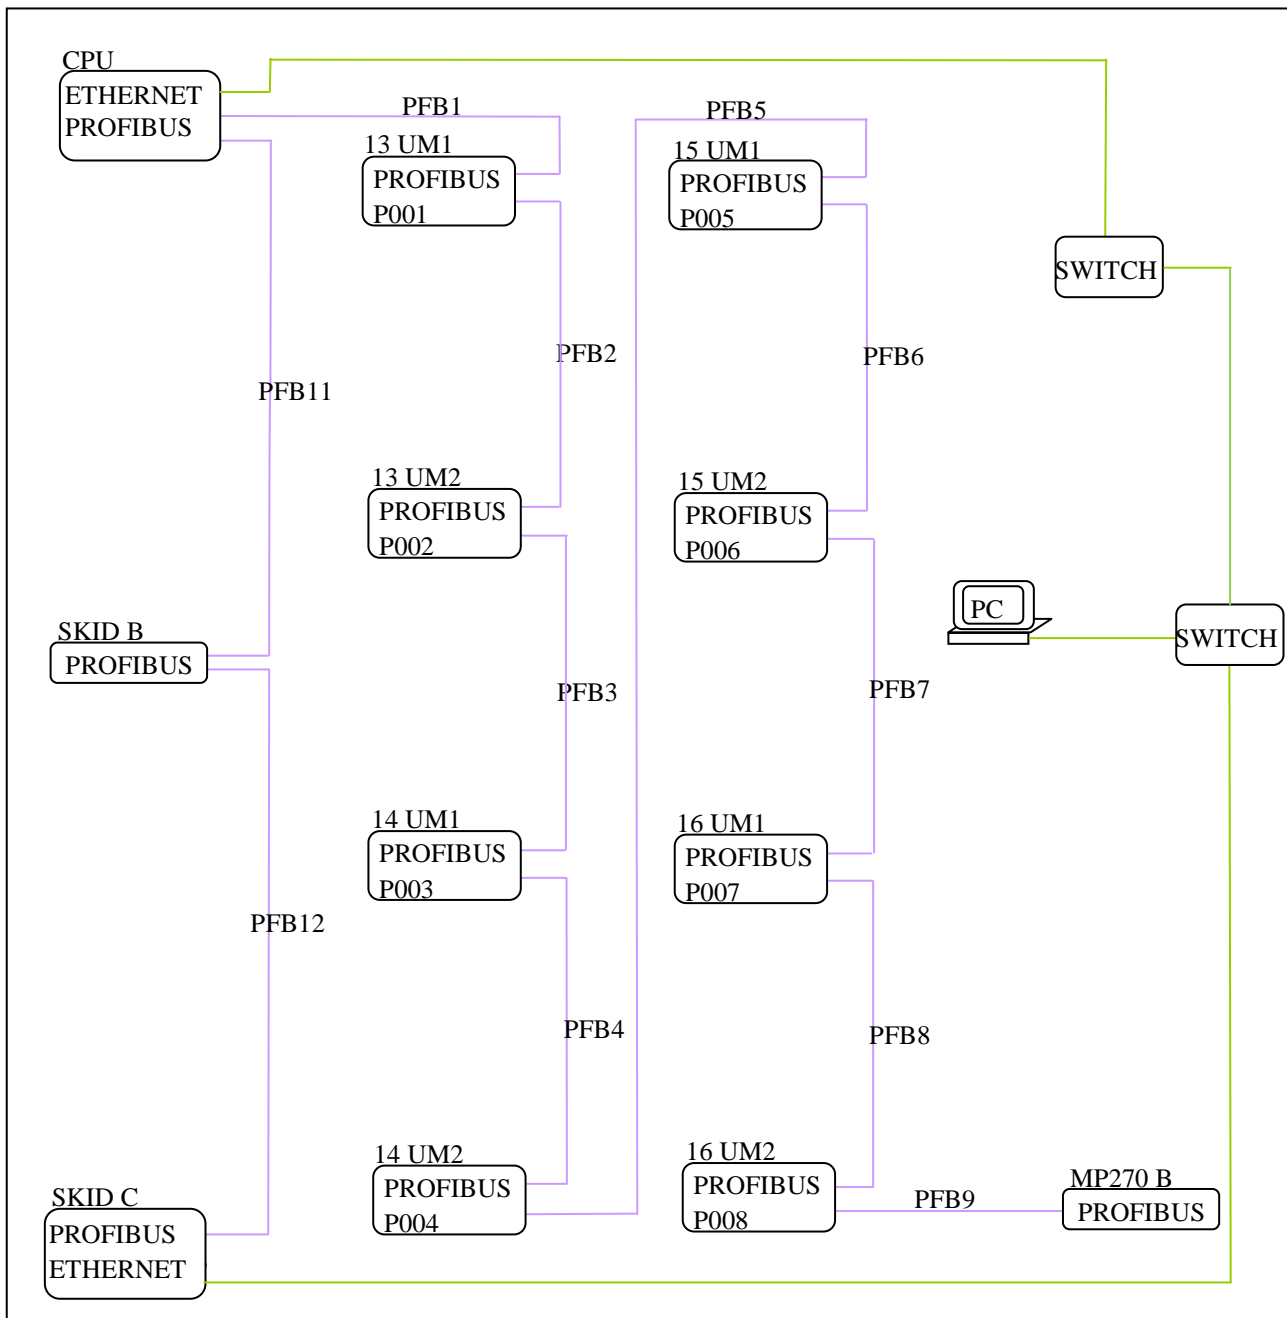 CPU
ETHERNET
PROFIBUS
PFB1
13 UM1
PROFIBUS
P001
PFB2
PFB11
13 UM2
PROFIBUS
P002
SKID B
PROFIBUS
PFB3
14 UM1
PROFIBUS
P003
PFB12
PFB4
14 UM2
PROFIBUS
P004
SKID C
PROFIBUS
ETHERNET
PFB5
15 UM1
PROFIBUS
P005
PFB6
15 UM2
PROFIBUS
P006
PFB7
16 UM1
PROFIBUS
P007
PFB8
16 UM2
PROFIBUS
P008
PFB9
MP270 B
PROFIBUS
SWITCH
PC
SWITCH